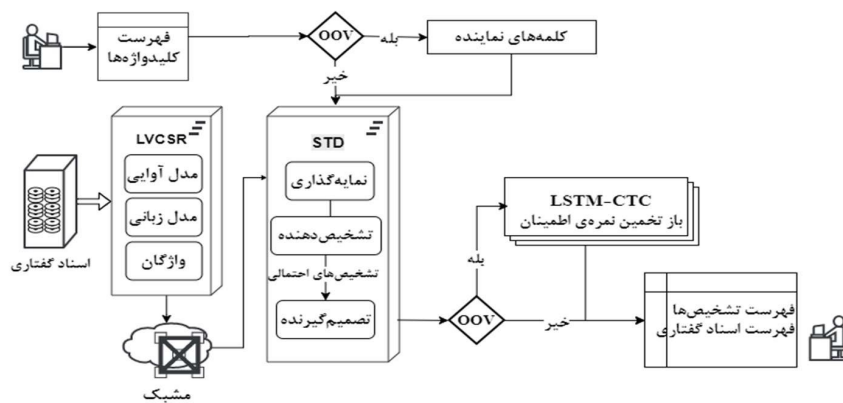 فهرست
کلیدواژه‌ها
OOV
بله
کلمه‌های نماینده
خیر
LVCSR
مدل آوایی
مدل زبانی
واژگان
اسناد گفتاری
مشبک
STD
نمایه‌گذاری
تشخیص‌دهنده
تشخیص‌های احتمالی
تصمیم‌گیرنده
OOV
بله
خیر
LSTM-CTC
باز تخمین نمره‌ی اطمینان
فهرست تشخیص‌ها
فهرست اسناد گفتاری